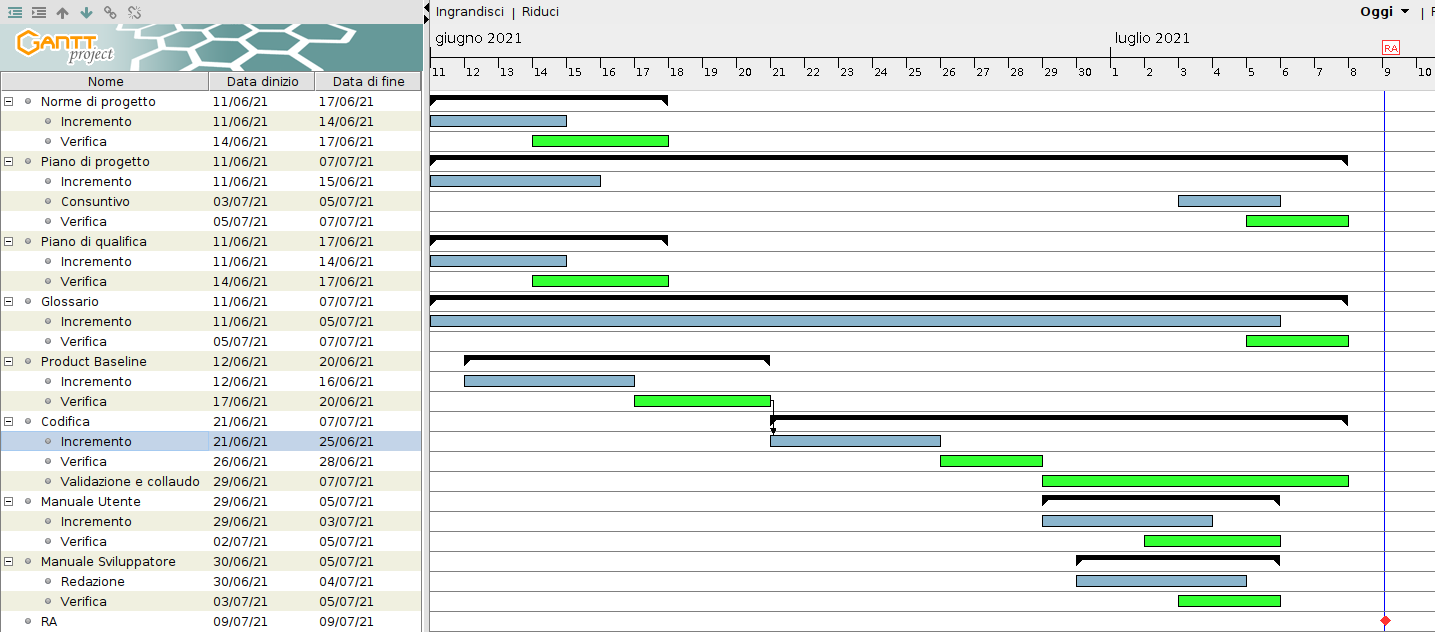 Ingrandisci | Riduci
Oggi
GANTT
project
giugno 2021
luglio 2021
RA
Nome Data dinizio Data di fine
11 12 13 14 15 16 17 18 19 20 21 22 23 24 25 26 27 28 29 30 1 2 3 4 5 6 7 8 9 10
Norme di progetto 11/06/21 17/06/21
Incremento 11/06/21 14/06/21
Verifica 14/06/21 17/06/21
Piano di progetto 11/06/21 07/07/21
Incremento 11/06/21 15/06/21
Consuntivo 03/07/21 05/07/21
Verifica 05/07/21 07/07/21
Piano di qualifica 11/06/21 17/06/21
Incremento 11/06/21 14/06/21
Verifica 14/06/21 17/06/21
Glossario 11/06/21 07/07/21
Incremento 11/06/21 05/07/21
Verifica 05/07/21 07/07/21
Product Baseline 12/06/21 20/06/21
Incremento 12/06/21 16/06/21
Verifica 17/06/21 20/06/21
Codifica 21/06/21 07/07/21
Incremento 21/06/21 25/06/21
Verifica 26/06/21 28/06/21
Validazione e collaudo 29/06/21 07/07/21
Manuale Utente 29/06/21 05/07/21
Incremento 29/06/21 03/07/21
Verifica 02/07/21 05/07/21
Manuale Sviluppatore 30/06/21 05/07/21
Redazione 30/06/21 04/07/21
Verifica 03/07/21 05/07/21
RA 09/07/21 09/07/21